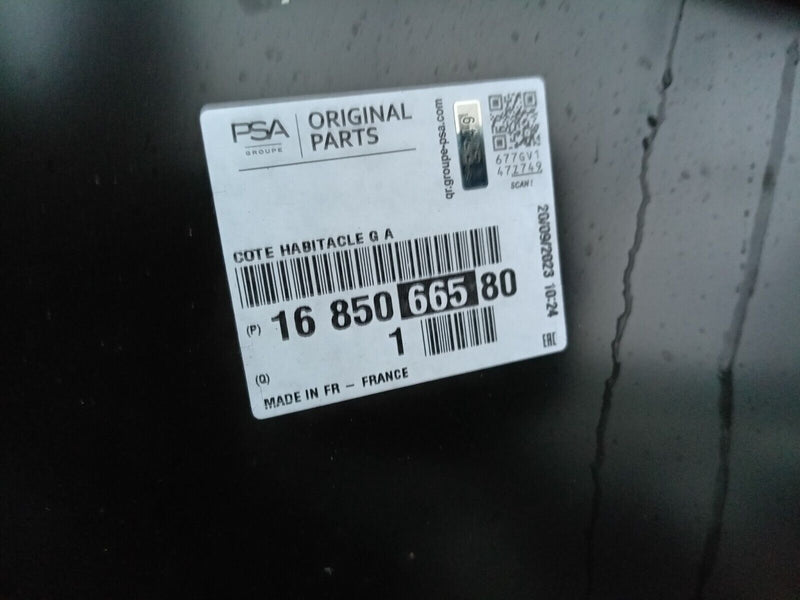 PSA
GROUPE
ORIGINAL
PARTS
qr.groupe-psa.com
677GV1
47Z749
SCAN !
20/09/2023 10:24
COTE HABITACLE G A
(P) 16 850 665 80
1
(Q)
MADE IN FR - FRANCE
EAC